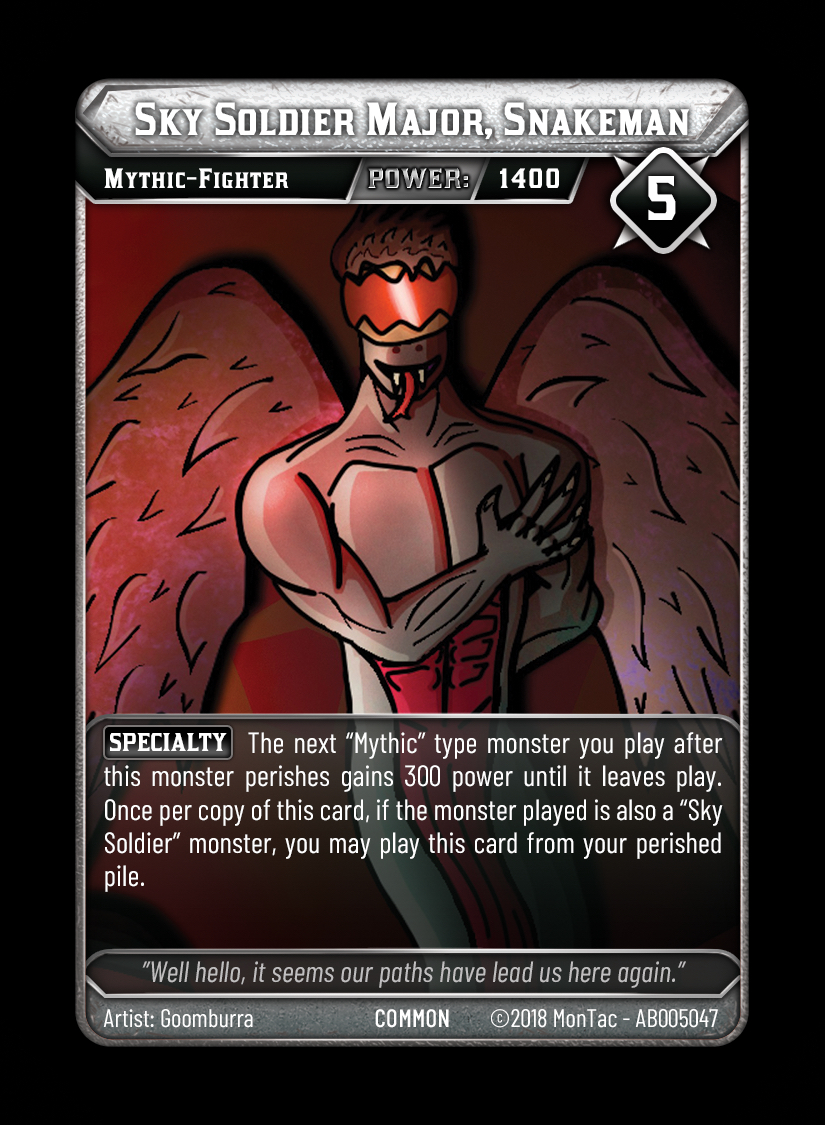 Sky Soldier Major, Snakeman
Mythic-Fighter POWER: 1400
5
SPECIALTY The next “Mythic” type monster you play after
this monster perishes gains 300 power until it leaves play.
Once per copy of this card, if the monster played is also a “Sky
Soldier” monster, you may play this card from your perished
pile.
“Well hello, it seems our paths have lead us here again.”
Artist: Goomburra COMMON ©2018 MonTac - AB005047